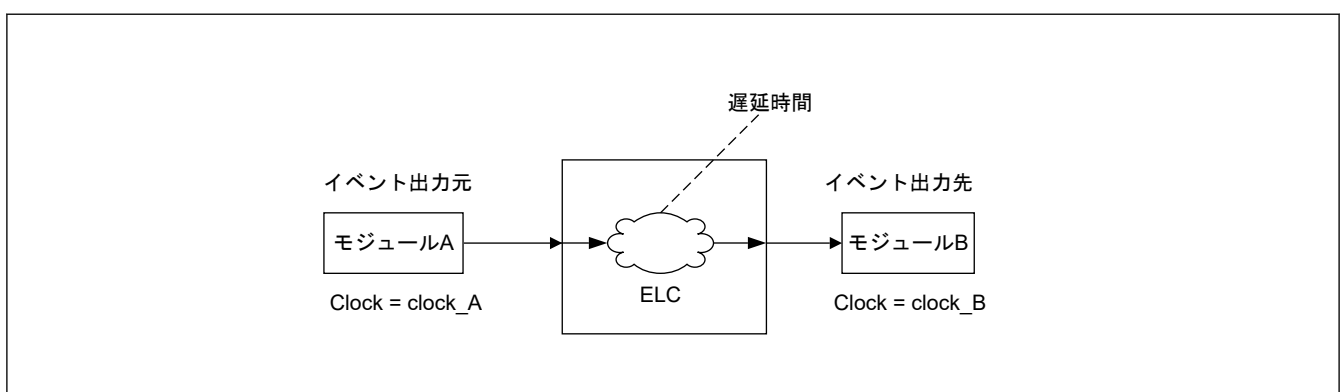 遅延時間
イベント出力元
イベント出力先
モジュールA
モジュールB
ELC
Clock = clock_A
Clock = clock_B